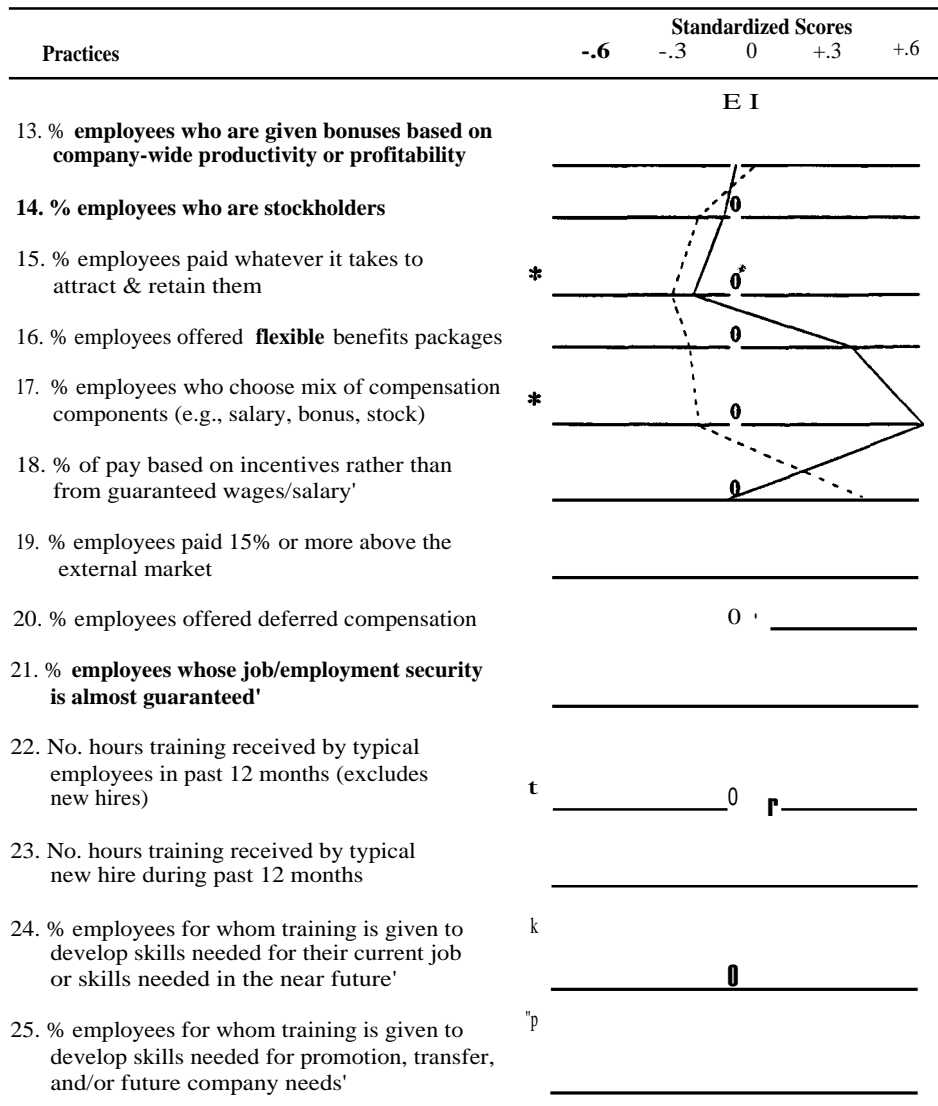 Standardized Scores
Practices -.6 -.3 0 +.3 +.6
E I
13. % employees who are given bonuses based on
company-wide productivity or profitability
14. % employees who are stockholders
0
15. % employees paid whatever it takes to
attract & retain them
* 0*
16. % employees offered flexible benefits packages
0
17. % employees who choose mix of compensation
components (e.g., salary, bonus, stock)
* 0
18. % of pay based on incentives rather than
from guaranteed wages/salary'
0
19. % employees paid 15% or more above the
external market
20. % employees offered deferred compensation 0 '
21. % employees whose job/employment security
is almost guaranteed'
22. No. hours training received by typical
employees in past 12 months (excludes
new hires)
t 0 r
23. No. hours training received by typical
new hire during past 12 months
24. % employees for whom training is given to k
develop skills needed for their current job
or skills needed in the near future' 0
25. % employees for whom training is given to "p
develop skills needed for promotion, transfer,
and/or future company needs'